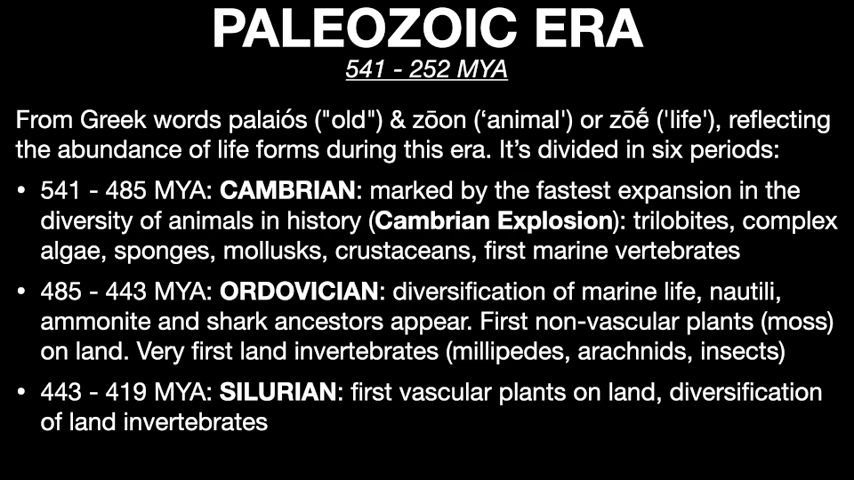 PALEOZOIC ERA
541 - 252 MYA
From Greek words palaiós ("old") & zōon (‘animal') or zōḗ ('life'), reflecting
the abundance of life forms during this era. It’s divided in six periods:
• 541 - 485 MYA: CAMBRIAN: marked by the fastest expansion in the
diversity of animals in history (Cambrian Explosion): trilobites, complex
algae, sponges, mollusks, crustaceans, first marine vertebrates
• 485 - 443 MYA: ORDOVICIAN: diversification of marine life, nautili,
ammonite and shark ancestors appear. First non-vascular plants (moss)
on land. Very first land invertebrates (millipedes, arachnids, insects)
• 443 - 419 MYA: SILURIAN: first vascular plants on land, diversification
of land invertebrates